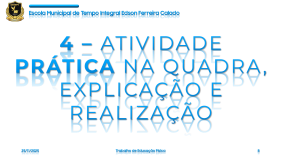 Escola Municipal de Tempo Integral Edson Ferreira Calado
4 – ATIVIDADE
PRÁTICA NA QUADRA,
EXPLICAÇÃO E
REALIZAÇÃO
Trabalho de Educação Física